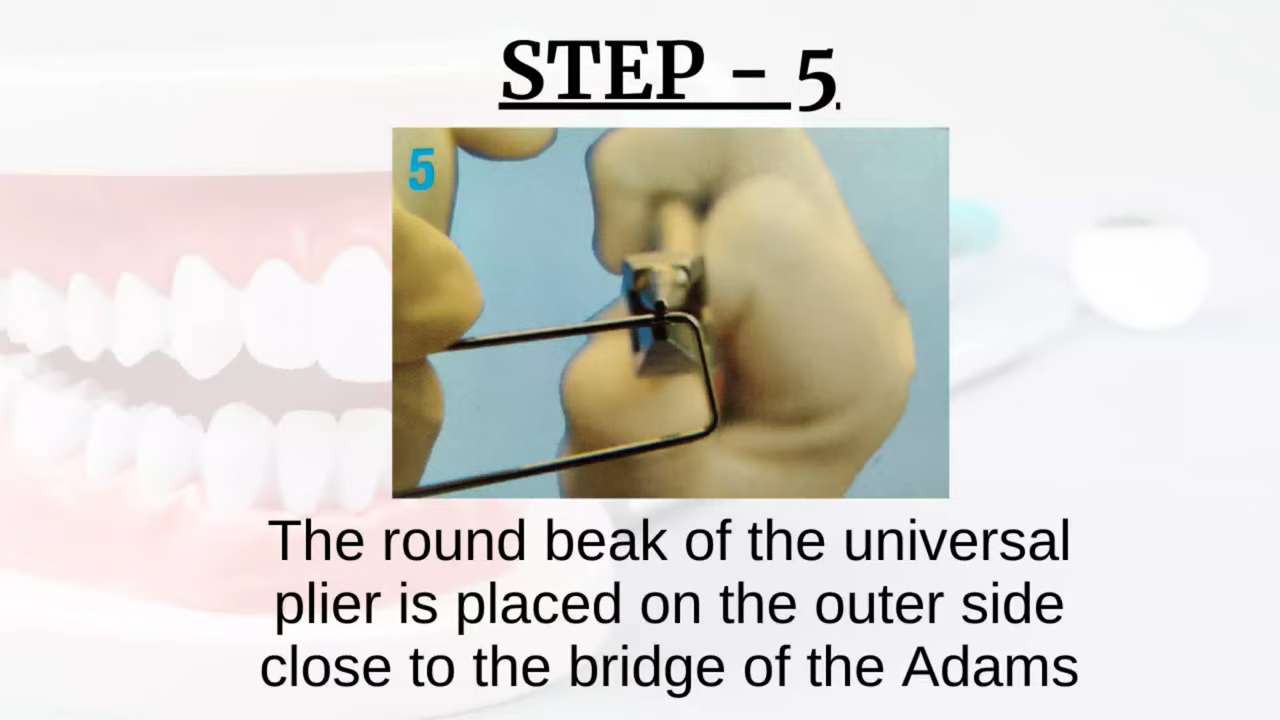 STEP - 5
5
The round beak of the universal
plier is placed on the outer side
close to the bridge of the Adams